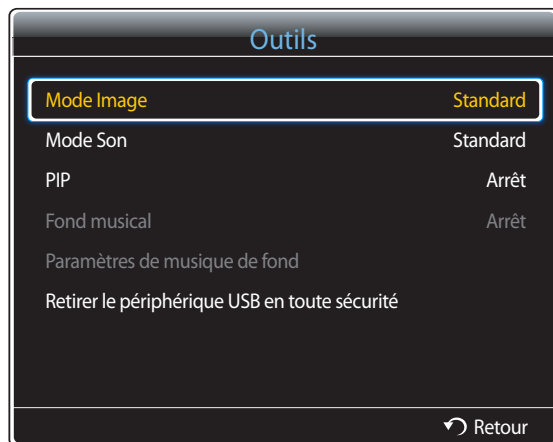 Outils
Mode Image Standard
Mode Son Standard
PIP Arrêt
Fond musical Arrêt
Paramètres de musique de fond
Retirer le périphérique USB en toute sécurité
Retour